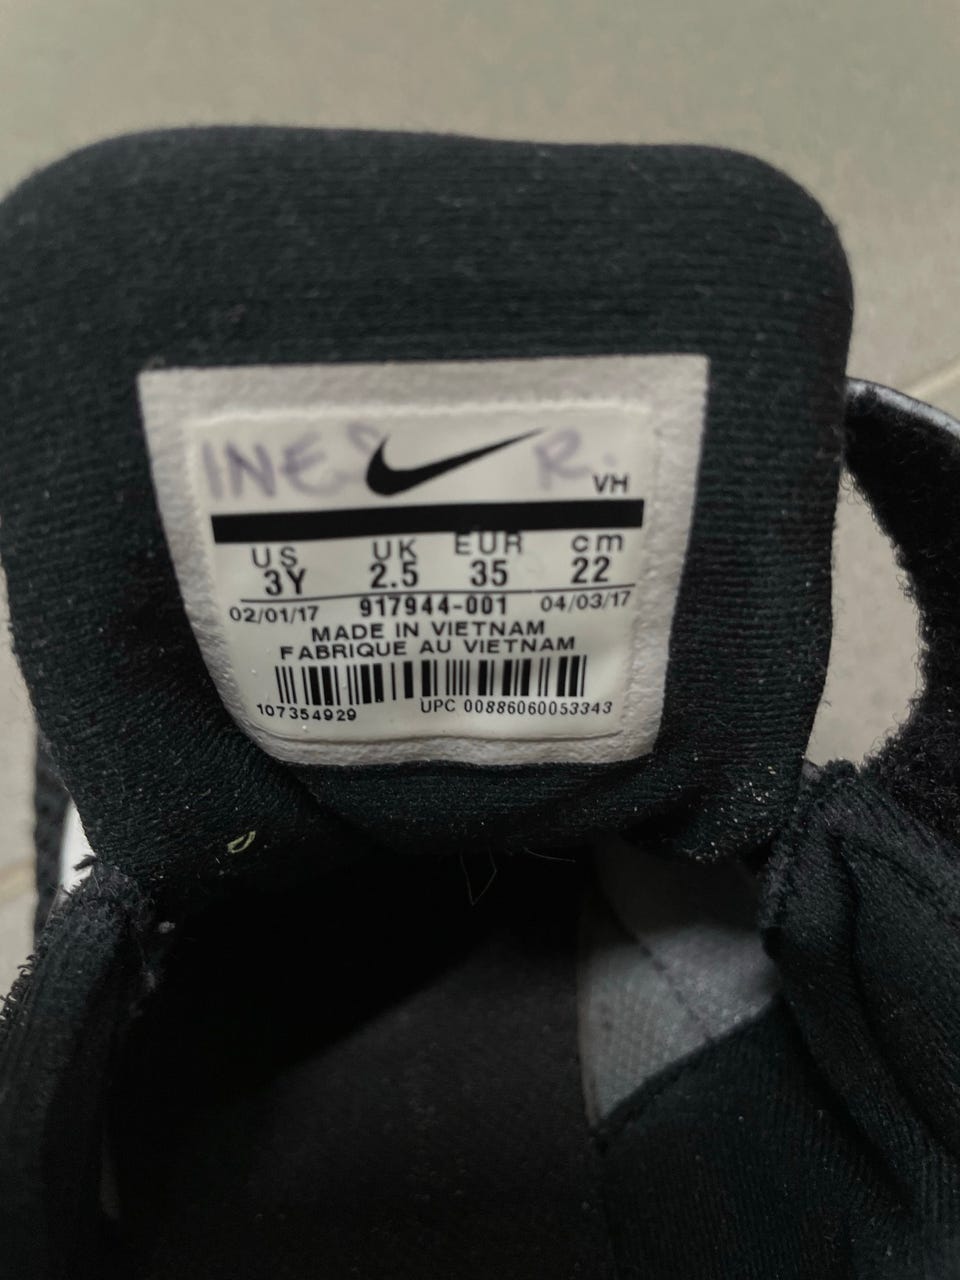 INES R.
VH
US UK EUR cm
3Y 2.5 35 22
02/01/17 917944-001 04/03/17
MADE IN VIETNAM
FABRIQUE AU VIETNAM
107354929 UPC 00886060053343